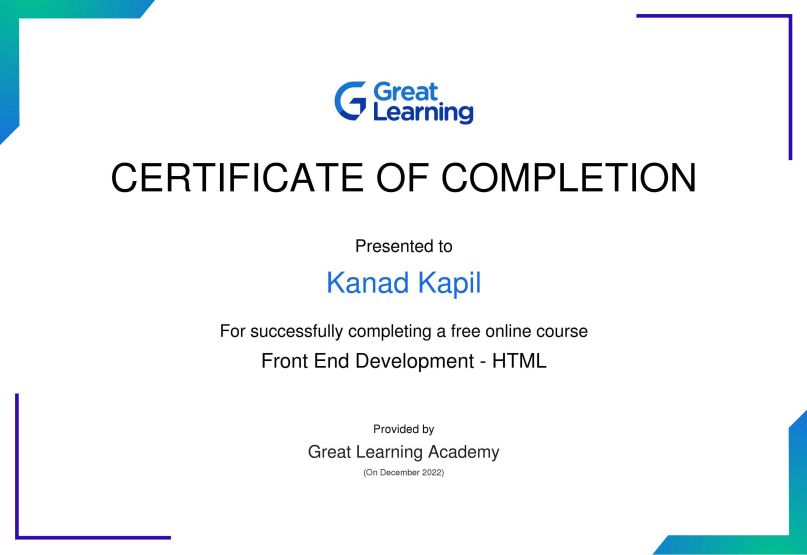 Great
Learning
CERTIFICATE OF COMPLETION
Presented to
Kanad Kapil
For successfully completing a free online course
Front End Development - HTML
Provided by
Great Learning Academy
(On December 2022)